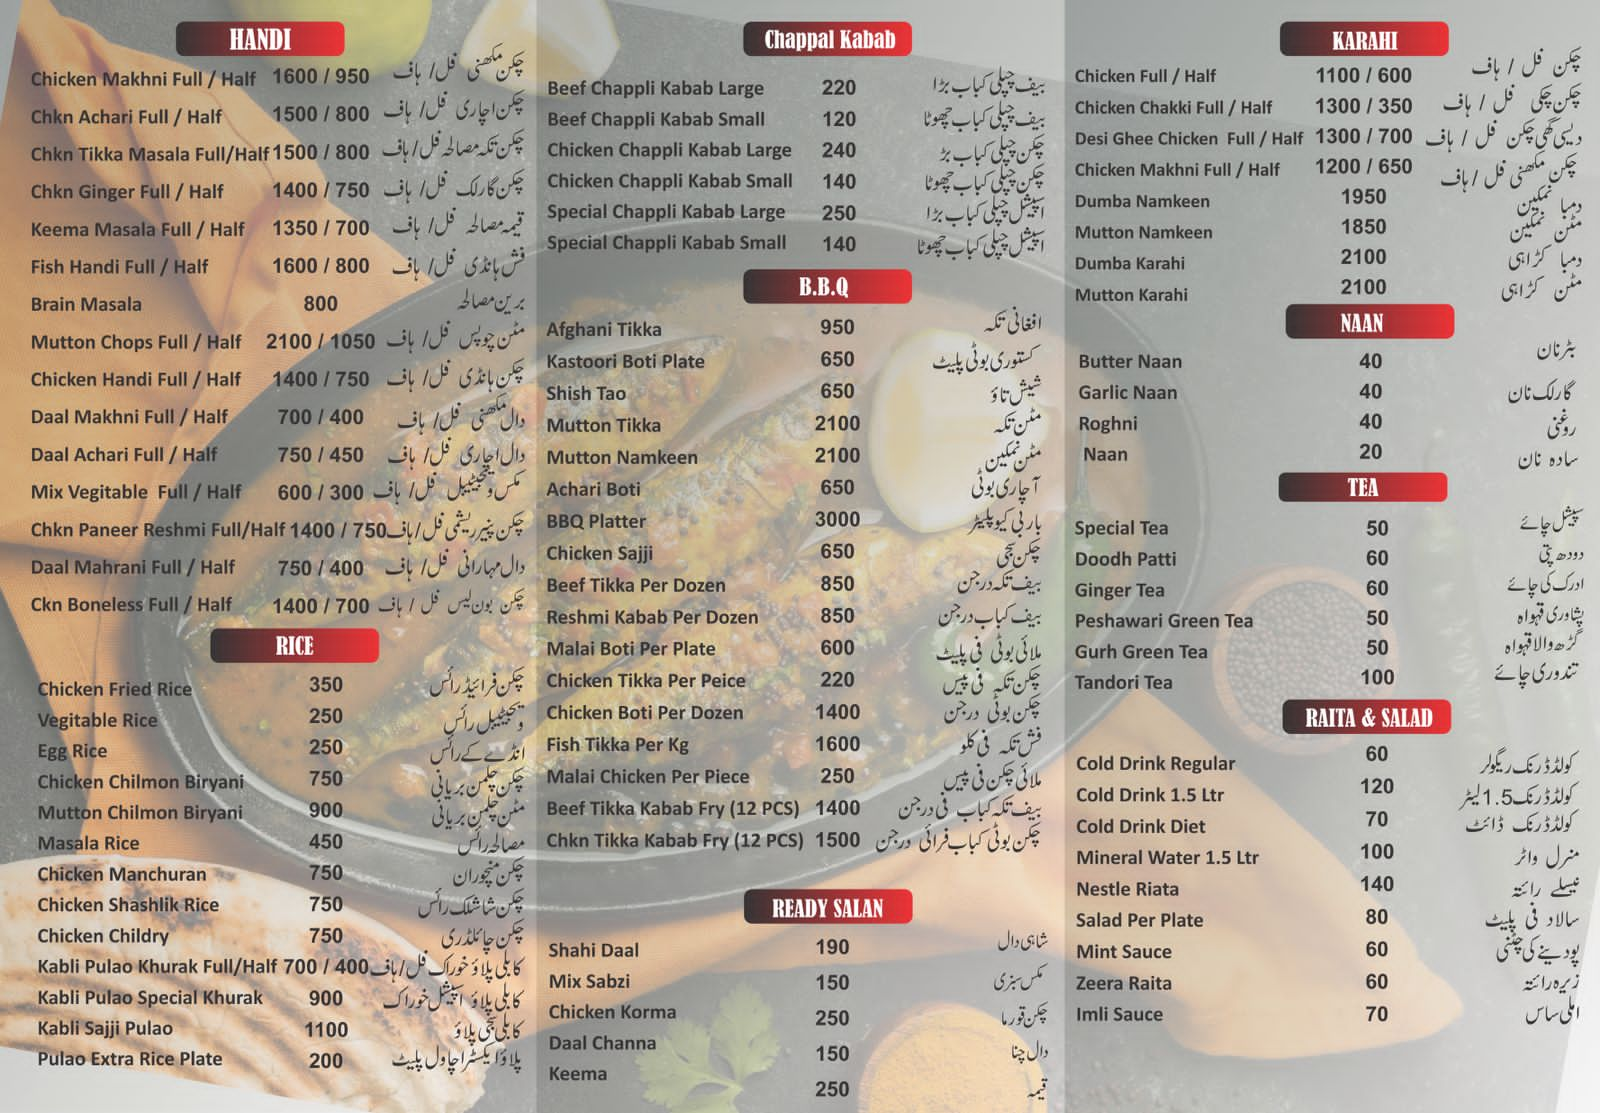 HANDI
Chicken Makhni Full / Half 1600 / 950 چکن مکھنی فل/ ہاف
Chkn Achari Full / Half 1500 / 800 چکن اچاری فل/ ہاف
Chkn Tikka Masala Full/Half 1500 / 800 چکن تکہ مصالحہ فل/ ہاف
Chkn Ginger Full / Half 1400 / 750 چکن گارلک فل/ ہاف
Keema Masala Full / Half 1350 / 700 قیمہ مصالحہ فل/ ہاف
Fish Handi Full / Half 1600 / 800 فش ہانڈی فل/ ہاف
Brain Masala 800 برین مصالحہ
Mutton Chops Full / Half 2100 / 1050 مٹن چوپس فل/ ہاف
Chicken Handi Full / Half 1400 / 750 چکن ہانڈی فل/ ہاف
Daal Makhni Full / Half 700 / 400 دال مکھنی فل/ ہاف
Daal Achari Full / Half 750 / 450 دال اچاری فل/ ہاف
Mix Vegitable Full / Half 600 / 300 مکس ویجیٹیبل فل/ ہاف
Chkn Paneer Reshmi Full/Half 1400 / 750 چکن پنیر ریشمی فل/ہاف
Daal Mahrani Full / Half 750 / 400 دال مہارانی فل/ ہاف
Ckn Boneless Full / Half 1400 / 700 چکن بون لیس فل / ہاف
RICE
Chicken Fried Rice 350 چکن فرائیڈ رائس
Vegitable Rice 250 ویجیٹیبل رائس
Egg Rice 250 انڈے کے رائس
Chicken Chilmon Biryani 750 چکن چلمن بریانی
Mutton Chilmon Biryani 900 مٹن چلمن بریانی
Masala Rice 450 مصالحہ رائس
Chicken Manchuran 750 چکن منچوران
Chicken Shashlik Rice 750 چکن شاشلک رائس
Chicken Childry 750 چکن چائلڈری
Kabli Pulao Khurak Full/Half 700 / 400 کابلی پلاؤ خوراک فل/ہاف
Kabli Pulao Special Khurak 900 کابلی پلاؤ اسپیشل خوراک
Kabli Sajji Pulao 1100 کابلی سجی پلاؤ
Pulao Extra Rice Plate 200 پلاؤ ایکسٹرا چاول پلیٹ
Chappal Kabab
Beef Chappli Kabab Large 220 بیف چپلی کباب بڑا
Beef Chappli Kabab Small 120 بیف چپلی کباب چھوٹا
Chicken Chappli Kabab Large 240 چکن چپلی کباب بڑ
Chicken Chappli Kabab Small 140 چکن چپلی کباب چھوٹا
Special Chappli Kabab Large 250 اسپیشل چپلی کباب بڑا
Special Chappli Kabab Small 140 اسپیشل چپلی کباب چھوٹا
B.B.Q
Afghani Tikka 950 افغانی تکہ
Kastoori Boti Plate 650 کستوری بوٹی پلیٹ
Shish Tao 650 شیش تاؤ
Mutton Tikka 2100 مٹن تکہ
Mutton Namkeen 2100 مٹن نمکین
Achari Boti 650 آچاری بوٹی
BBQ Platter 3000 بار بی کیو پلیٹر
Chicken Sajji 650 چکن سجی
Beef Tikka Per Dozen 850 بیف تکہ درجن
Reshmi Kabab Per Dozen 850 بیف کباب درجن
Malai Boti Per Plate 600 ملائی بوٹی فی پلیٹ
Chicken Tikka Per Peice 220 چکن تکہ فی پیس
Chicken Boti Per Dozen 1400 چکن بوٹی درجن
Fish Tikka Per Kg 1600 فش تکہ فی کلو
Malai Chicken Per Piece 250 ملائی چکن فی پیس
Beef Tikka Kabab Fry (12 PCS) 1400 بیف تکہ کباب فی درجن
Chkn Tikka Kabab Fry (12 PCS) 1500 چکن بوٹی کباب فرائی درجن
READY SALAN
Shahi Daal 190 شاہی دال
Mix Sabzi 150 مکس سبزی
Chicken Korma 250 چکن قورما
Daal Channa 150 دال چنا
Keema 250 قیمہ
KARAHI
Chicken Full / Half 1100 / 600 چکن فل / ہاف
Chicken Chakki Full / Half 1300 / 350 چکن چکی فل / ہاف
Desi Ghee Chicken Full / Half 1300 / 700 دیسی گھی چکن فل / ہاف
Chicken Makhni Full / Half 1200 / 650 چکن مکھنی فل / ہاف
Dumba Namkeen 1950 دمبا نمکین
Mutton Namkeen 1850 مٹن نمکین
Dumba Karahi 2100 دمبا کڑاہی
Mutton Karahi 2100 مٹن کڑاہی
NAAN
Butter Naan 40 بٹر نان
Garlic Naan 40 گارلک نان
Roghni 40 روغنی
Naan 20 سادہ نان
TEA
Special Tea 50 سپیشل چائے
Doodh Patti 60 دودھ پتی
Ginger Tea 60 ادرک کی چائے
Peshawari Green Tea 50 پشاوری قہواہ
Gurh Green Tea 50 گڑھ والا قہواہ
Tandori Tea 100 تندوری چائے
RAITA & SALAD
Cold Drink Regular 60 کولڈ ڈرنک ریگولر
Cold Drink 1.5 Ltr 120 کولڈ ڈرنک 1.5 لیٹر
Cold Drink Diet 70 کولڈ ڈرنک ڈائٹ
Mineral Water 1.5 Ltr 100 منرل واٹر
Nestle Riata 140 نیسلے رائتہ
Salad Per Plate 80 سالاد فی پلیٹ
Mint Sauce 60 پودینے کی چٹنی
Zeera Raita 60 زیرہ رائتہ
Imli Sauce 70 املی ساس